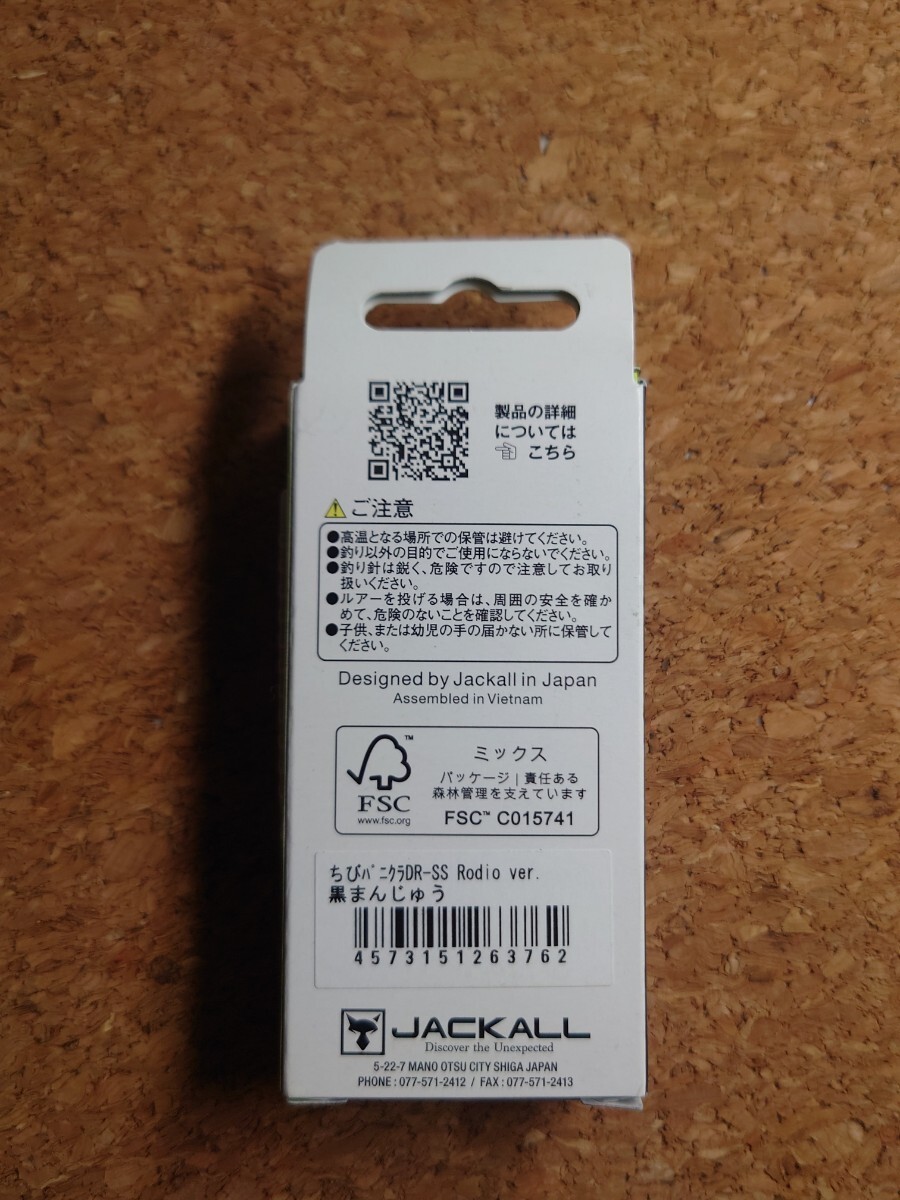 製品の詳細
については
こちら
ご注意
●高温となる場所での保管は避けてください。
●釣り以外の目的でご使用にならないでください。
●釣り針は鋭く、危険ですので注意してお取り
扱いください。
●ルアーを投げる場合は、周囲の安全を確か
めて、危険のないことを確認してください。
●子供、または幼児の手の届かない所に保管して
ください。
Designed by Jackall in Japan
Assembled in Vietnam
ミックス
パッケージ | 責任ある
森林管理を支えています
FSC™ C015741
™
FSC
www.fsc.org
ちびﾊﾟﾆｸﾗDR-SS Rodio ver.
黒まんじゅう
4573151263762
JACKALL
Discover the Unexpected
5-22-7 MANO OTSU CITY SHIGA JAPAN
PHONE : 077-571-2412 / FAX : 077-571-2413